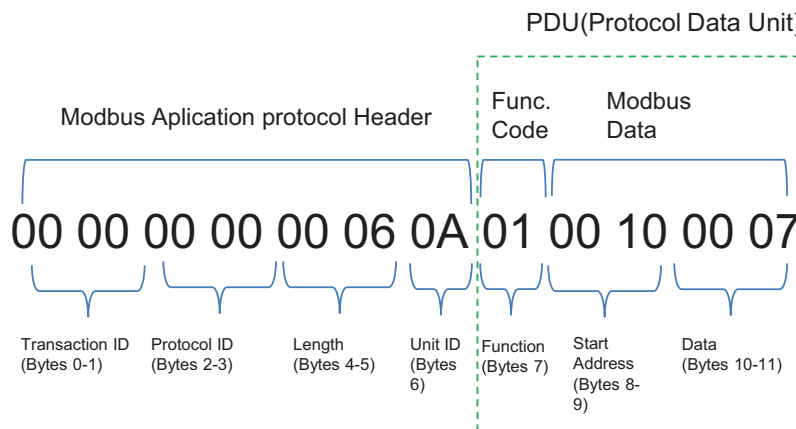 PDU(Protocol Data Unit)
Modbus Aplication protocol Header
Func.
Code
Modbus
Data
00 00 00 00 00 06 0A 01 00 10 00 07
Transaction ID
(Bytes 0-1)
Protocol ID
(Bytes 2-3)
Length
(Bytes 4-5)
Unit ID
(Bytes
6)
Function
(Bytes 7)
Start
Address
(Bytes 8-
9)
Data
(Bytes 10-11)